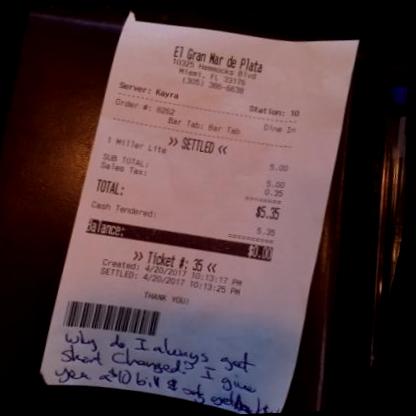 El Gran Mar de Plata
10325 Hammocks Blvd
Miami, FL 33176
(305) 386-6638
Server: Kayra Station: 10
Order #: 8262 Dine In
Bar Tab: Bar Tab
>> SETTLED <<
1 Miller Lite 5.00
SUB TOTAL: 5.00
Sales Tax: 0.35
TOTAL: $5.35
Cash Tendered: 5.35
Balance: $0.00
>> Ticket #: 35 <<
Created: 4/20/2017 10:13:17 PM
SETTLED: 4/20/2017 10:13:25 PM
THANK YOU!
Why do I always get
short changed? I give
you a $10 bill & only